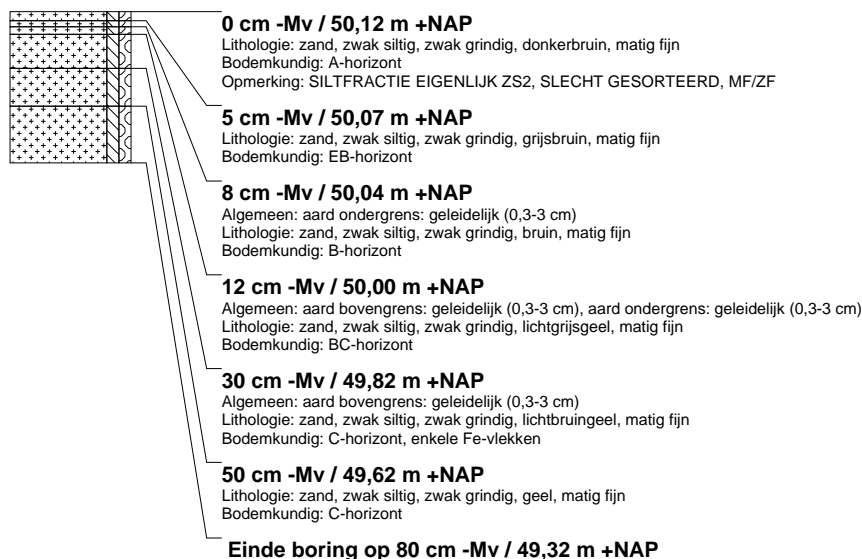 0 cm -Mv / 50,12 m +NAP
Lithologie: zand, zwak siltig, zwak grindig, donkerbruin, matig fijn
Bodemkundig: A-horizont
Opmerking: SILTFRACTIE EIGENLIJK ZS2, SLECHT GESORTEERD, MF/ZF
5 cm -Mv / 50,07 m +NAP
Lithologie: zand, zwak siltig, zwak grindig, grijsbruin, matig fijn
Bodemkundig: EB-horizont
8 cm -Mv / 50,04 m +NAP
Algemeen: aard ondergrens: geleidelijk (0,3-3 cm)
Lithologie: zand, zwak siltig, zwak grindig, bruin, matig fijn
Bodemkundig: B-horizont
12 cm -Mv / 50,00 m +NAP
Algemeen: aard bovengrens: geleidelijk (0,3-3 cm), aard ondergrens: geleidelijk (0,3-3 cm)
Lithologie: zand, zwak siltig, zwak grindig, lichtgrijsgeel, matig fijn
Bodemkundig: BC-horizont
30 cm -Mv / 49,82 m +NAP
Algemeen: aard bovengrens: geleidelijk (0,3-3 cm)
Lithologie: zand, zwak siltig, zwak grindig, lichtbruingeel, matig fijn
Bodemkundig: C-horizont, enkele Fe-vlekken
50 cm -Mv / 49,62 m +NAP
Lithologie: zand, zwak siltig, zwak grindig, geel, matig fijn
Bodemkundig: C-horizont
Einde boring op 80 cm -Mv / 49,32 m +NAP